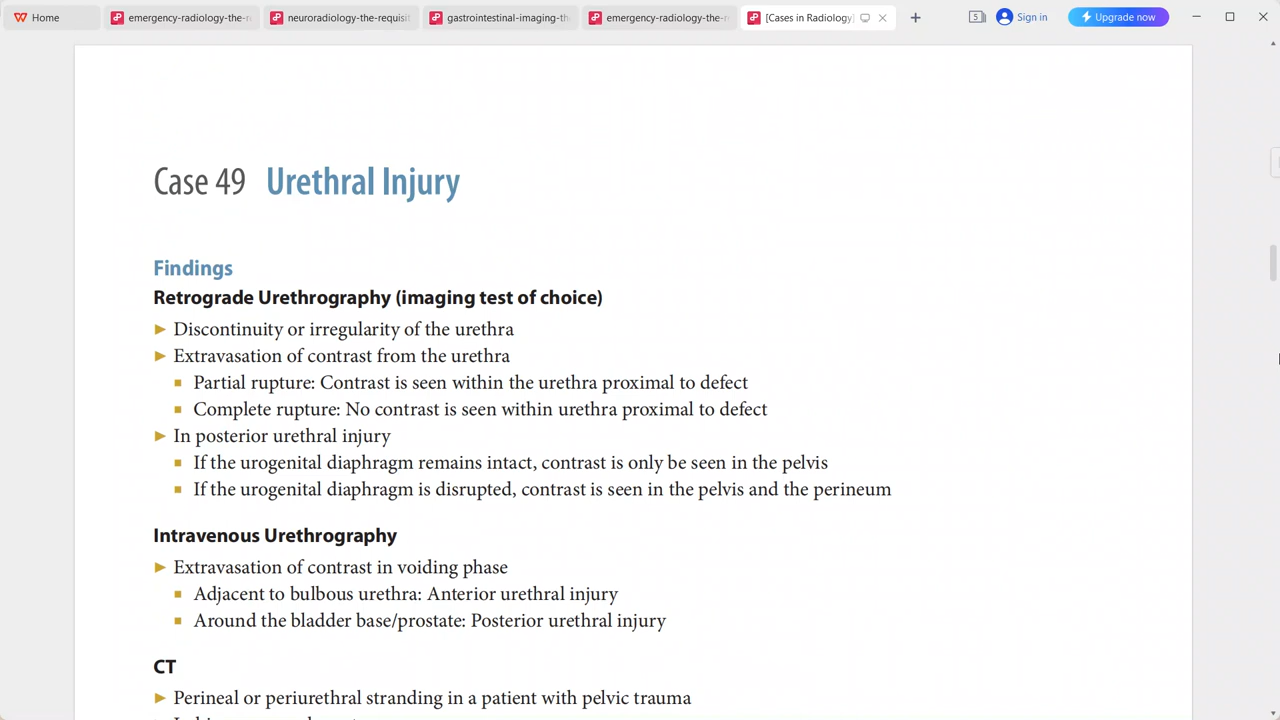 Home
emergency-radiology-the-r
neuroradiology-the-requisit
gastrointestinal-imaging-th
emergency-radiology-the-r
[Cases in Radiology]
5
Sign in
Upgrade now
Case 49 Urethral Injury
Findings
Retrograde Urethrography (imaging test of choice)
► Discontinuity or irregularity of the urethra
► Extravasation of contrast from the urethra
■ Partial rupture: Contrast is seen within the urethra proximal to defect
■ Complete rupture: No contrast is seen within urethra proximal to defect
► In posterior urethral injury
■ If the urogenital diaphragm remains intact, contrast is only be seen in the pelvis
■ If the urogenital diaphragm is disrupted, contrast is seen in the pelvis and the perineum
Intravenous Urethrography
► Extravasation of contrast in voiding phase
■ Adjacent to bulbous urethra: Anterior urethral injury
■ Around the bladder base/prostate: Posterior urethral injury
CT
► Perineal or periurethral stranding in a patient with pelvic trauma